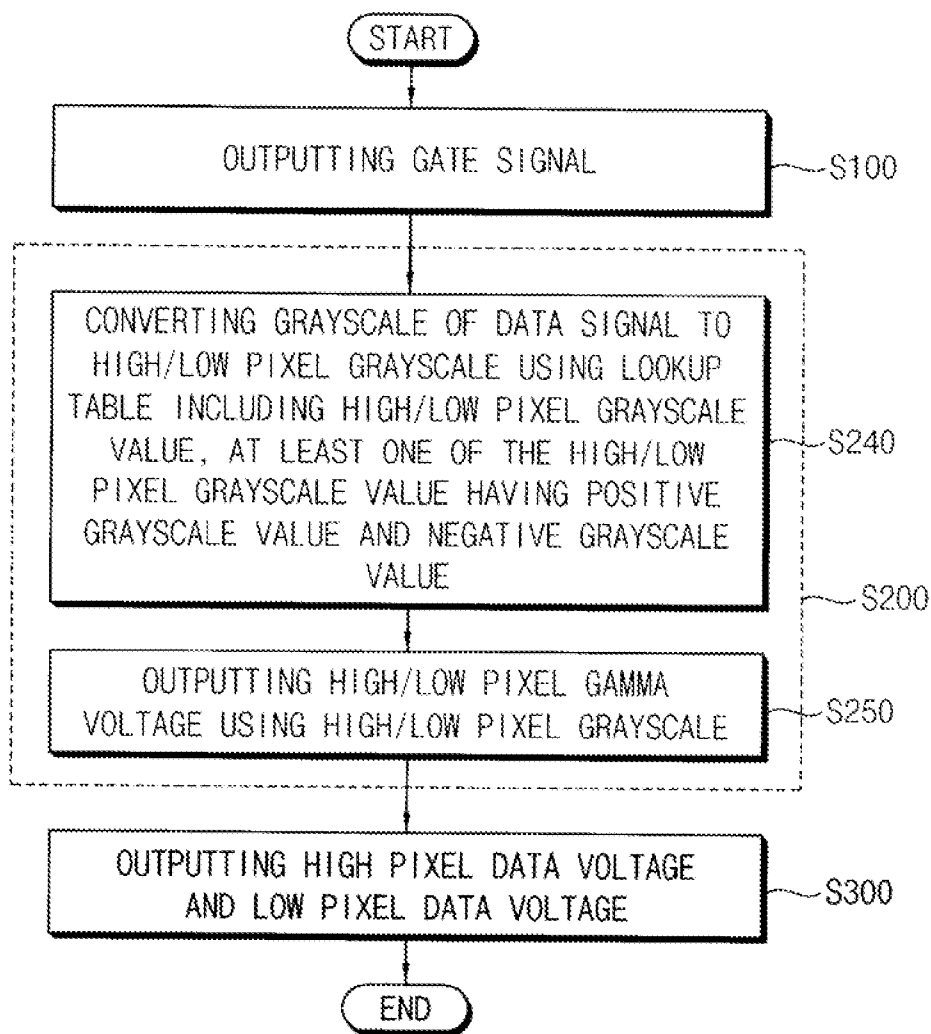 START
OUTPUTTING GATE SIGNAL
S100
CONVERTING GRAYSCALE OF DATA SIGNAL TO
HIGH/LOW PIXEL GRAYSCALE USING LOOKUP
TABLE INCLUDING HIGH/LOW PIXEL GRAYSCALE
VALUE, AT LEAST ONE OF THE HIGH/LOW
PIXEL GRAYSCALE VALUE HAVING POSITIVE
GRAYSCALE VALUE AND NEGATIVE GRAYSCALE
VALUE
S240
S200
OUTPUTTING HIGH/LOW PIXEL GAMMA
VOLTAGE USING HIGH/LOW PIXEL GRAYSCALE
S250
OUTPUTTING HIGH PIXEL DATA VOLTAGE
AND LOW PIXEL DATA VOLTAGE
S300
END